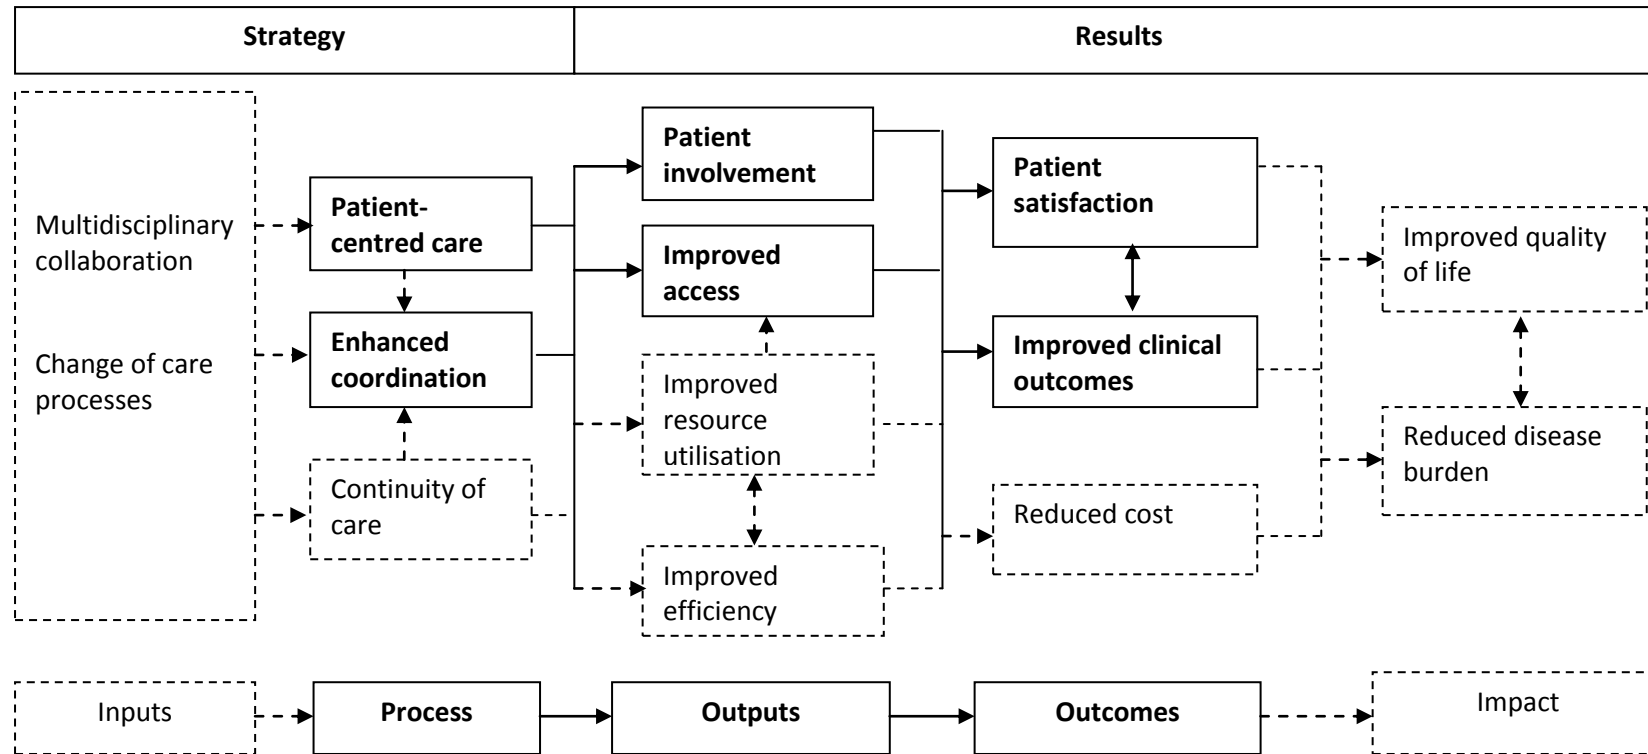 Strategy
Results
Multidisciplinary
collaboration
Change of care
processes
Patient-
centred care
Enhanced
coordination
Continuity of
care
Patient
involvement
Improved
access
Improved
resource
utilisation
Improved
efficiency
Patient
satisfaction
Improved clinical
outcomes
Reduced cost
Improved quality
of life
Reduced disease
burden
Inputs
Process
Outputs
Outcomes
Impact